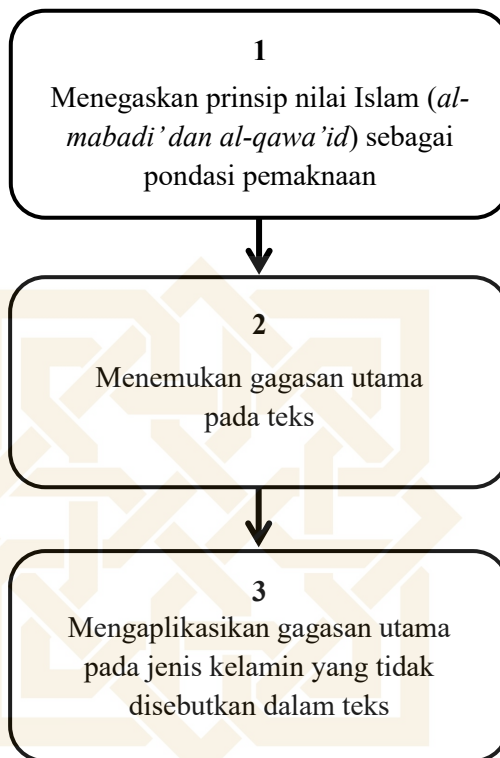 1
Menegaskan prinsip nilai Islam (al-
mabadi’ dan al-qawa’id) sebagai
pondasi pemaknaan
2
Menemukan gagasan utama
pada teks
3
Mengaplikasikan gagasan utama
pada jenis kelamin yang tidak
disebutkan dalam teks